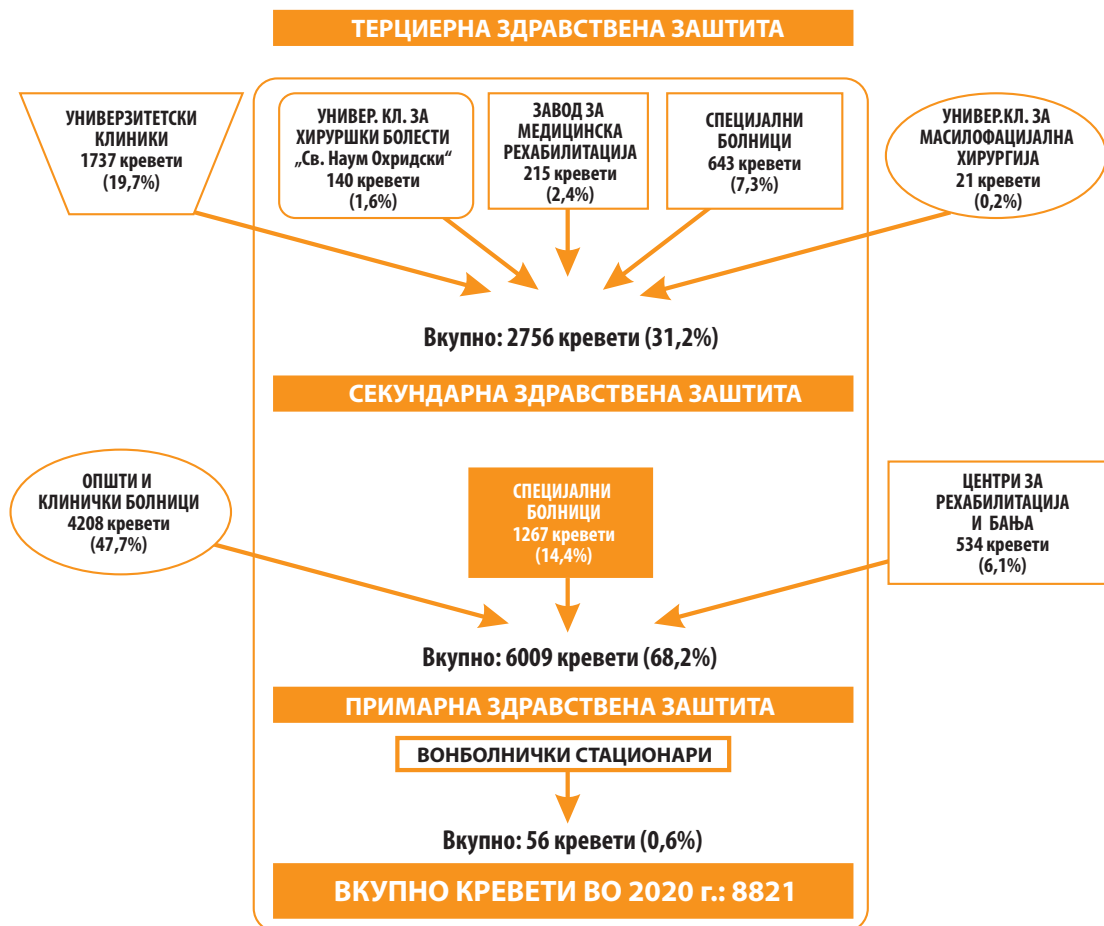 ТЕРЦИЕРНА ЗДРАВСТВЕНА ЗАШТИТА
УНИВЕРЗИТЕТСКИ
КЛИНИКИ
1737 кревети
(19,7%)
УНИВЕР. КЛ. ЗА
ХИРУРШКИ БОЛЕСТИ
„Св. Наум Охридски“
140 кревети
(1,6%)
ЗАВОД ЗА
МЕДИЦИНСКА
РЕХАБИЛИТАЦИЈА
215 кревети
(2,4%)
СПЕЦИЈАЛНИ
БОЛНИЦИ
643 кревети
(7,3%)
УНИВЕР.КЛ. ЗА
МАСИЛОФАЦИЈАЛНА
ХИРУРГИЈА
21 кревети
(0,2%)
Вкупно: 2756 кревети (31,2%)
СЕКУНДАРНА ЗДРАВСТВЕНА ЗАШТИТА
ОПШТИ И
КЛИНИЧКИ БОЛНИЦИ
4208 кревети
(47,7%)
СПЕЦИЈАЛНИ
БОЛНИЦИ
1267 кревети
(14,4%)
ЦЕНТРИ ЗА
РЕХАБИЛИТАЦИЈА
И БАЊА
534 кревети
(6,1%)
Вкупно: 6009 кревети (68,2%)
ПРИМАРНА ЗДРАВСТВЕНА ЗАШТИТА
ВОНБОЛНИЧКИ СТАЦИОНАРИ
Вкупно: 56 кревети (0,6%)
ВКУПНО КРЕВЕТИ ВО 2020 г.: 8821